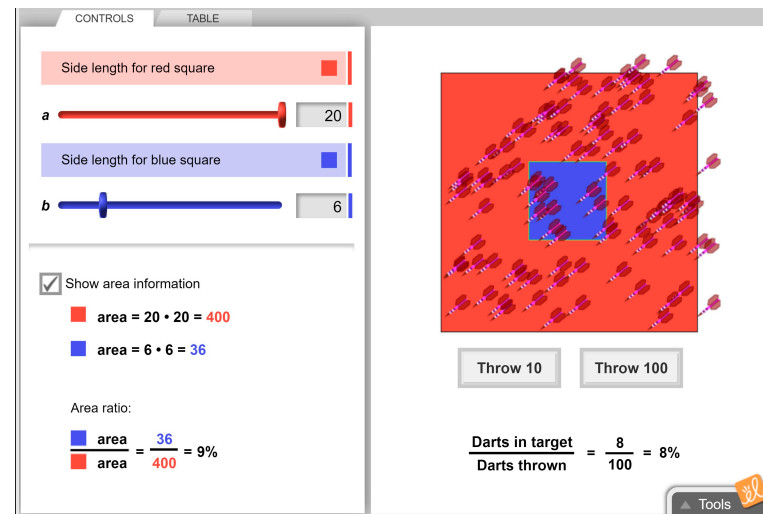 CONTROLS
TABLE
Side length for red square
a
20
Side length for blue square
b
6
Show area information
area = 20 • 20 = 400
area = 6 • 6 = 36
Area ratio:
area
area
=
36
400
= 9%
Throw 10
Throw 100
Darts in target
Darts thrown
=
8
100
= 8%
Tools